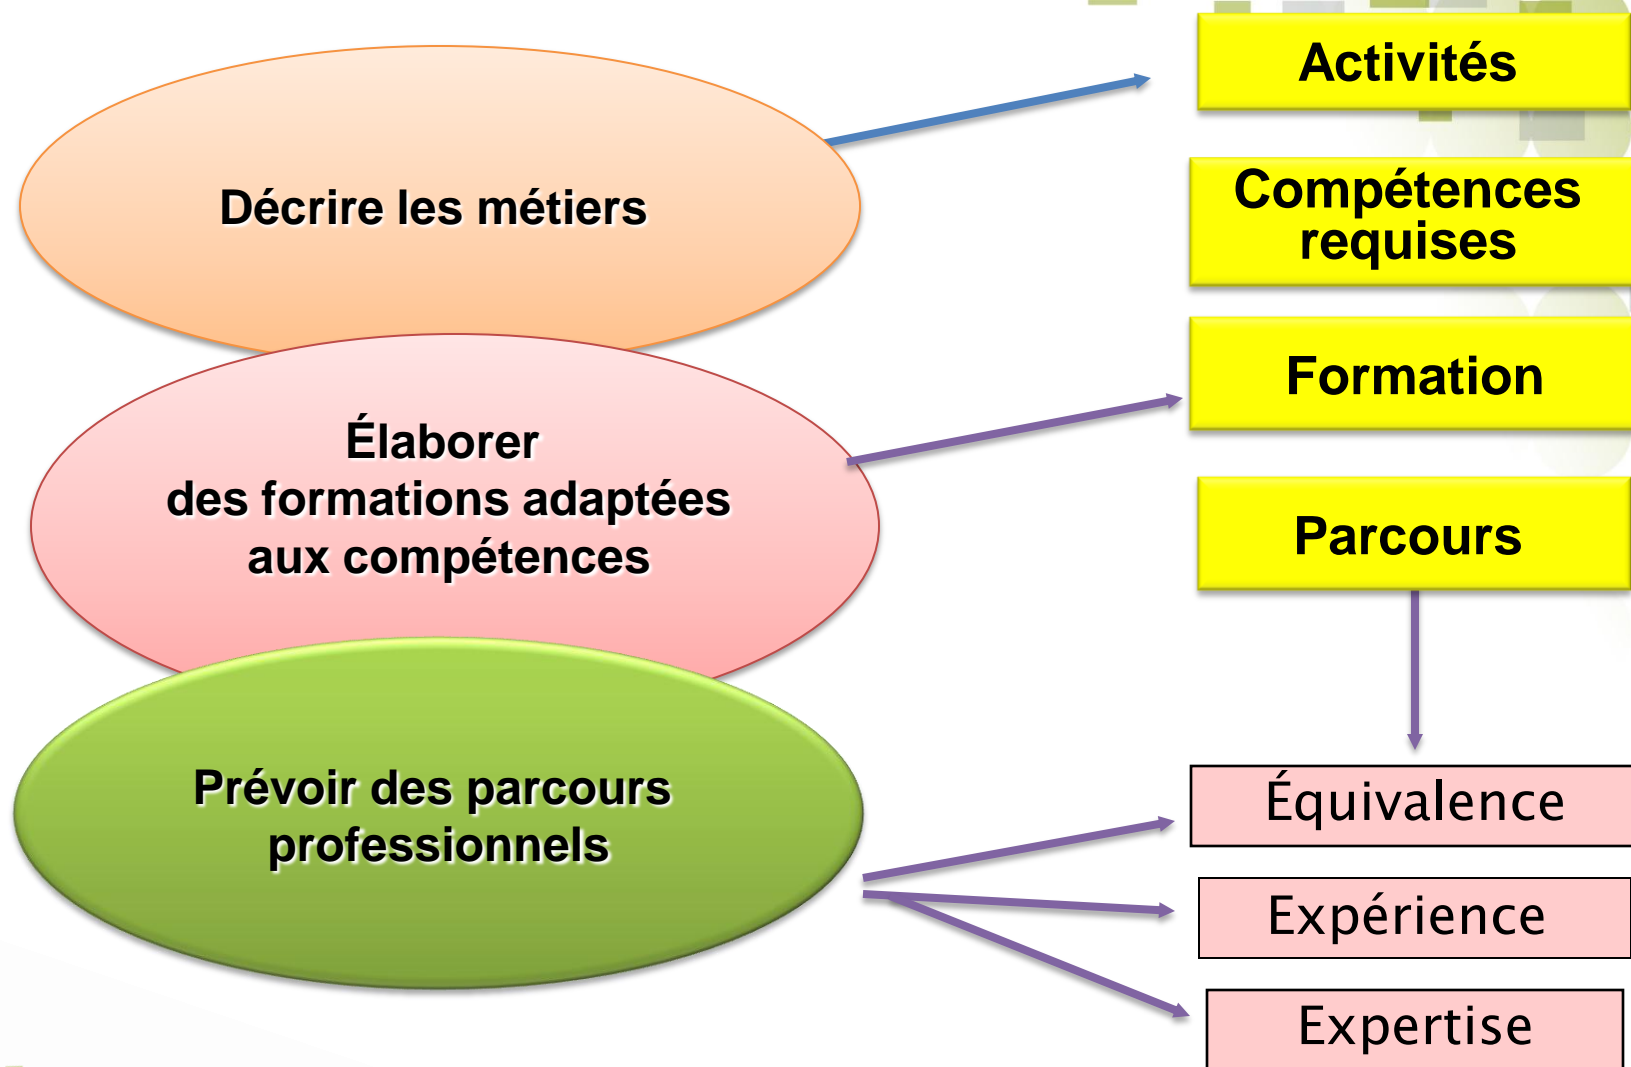 Décrire les métiers
Élaborer
des formations adaptées
aux compétences
Prévoir des parcours
professionnels
Activités
Compétences
requises
Formation
Parcours
Équivalence
Expérience
Expertise